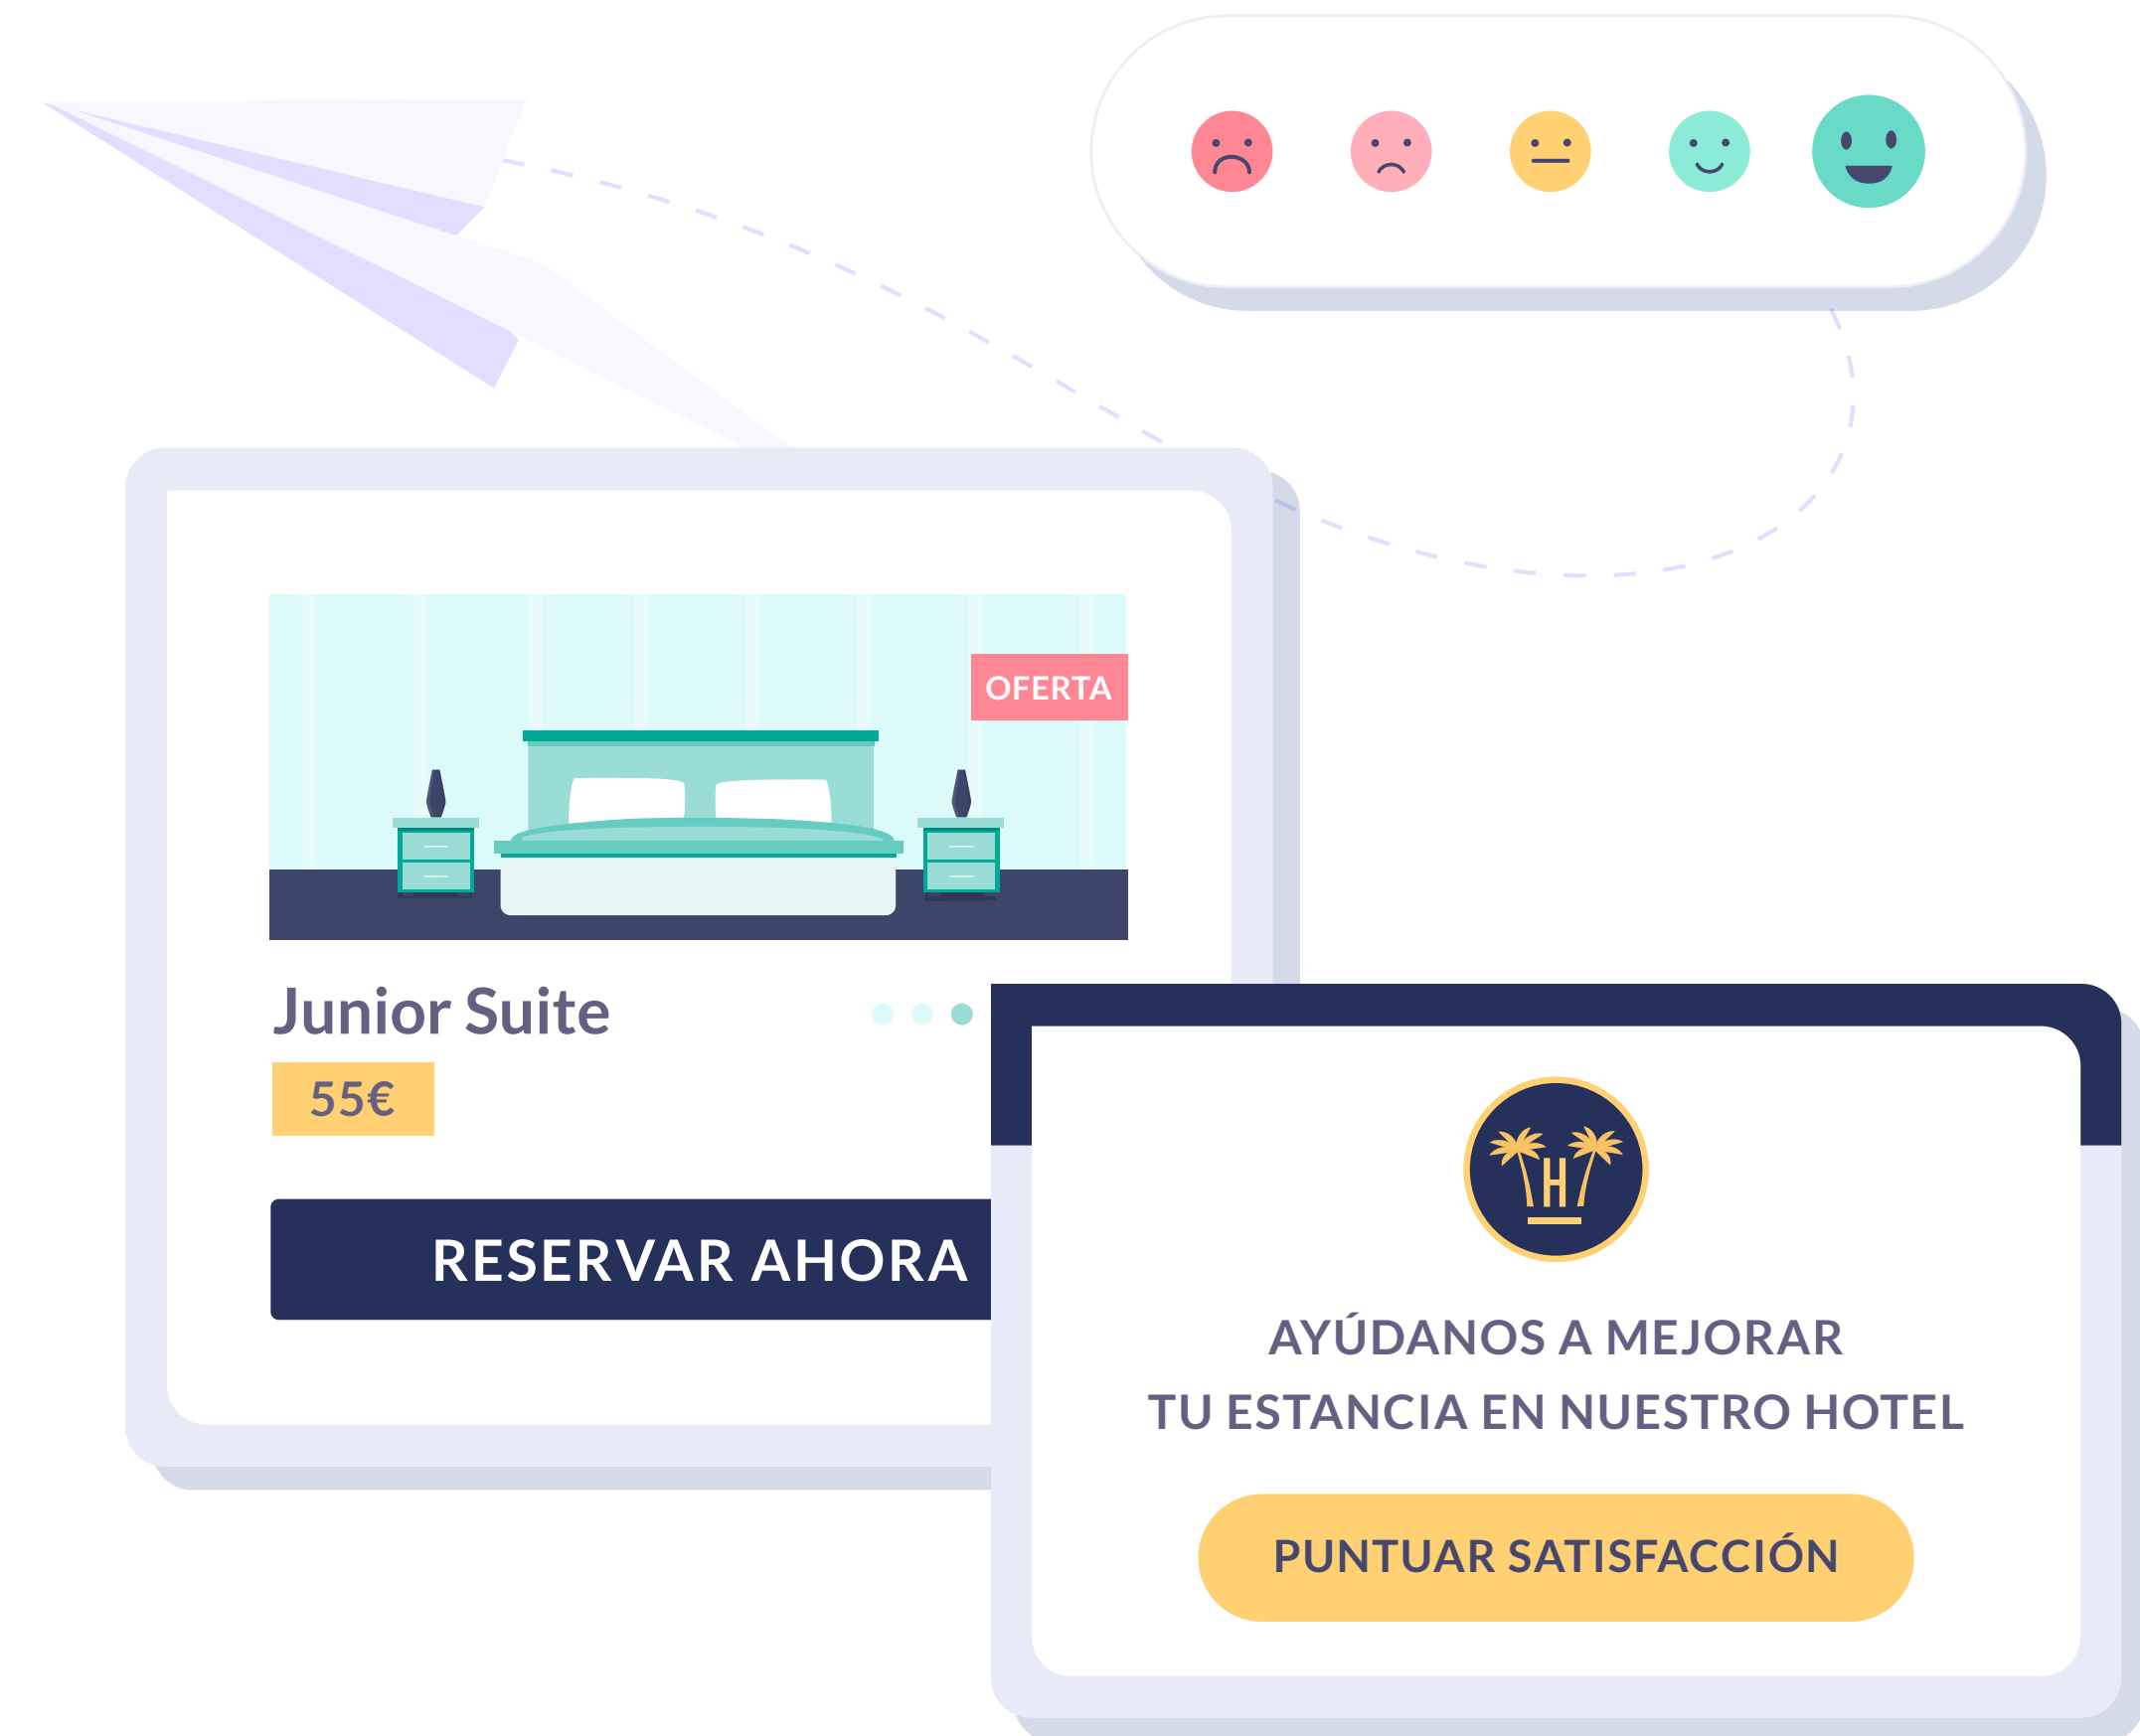 OFERTA
Junior Suite
55€
RESERVAR AHORA
H
AYÚDANOS A MEJORAR
TU ESTANCIA EN NUESTRO HOTEL
PUNTUAR SATISFACCIÓN